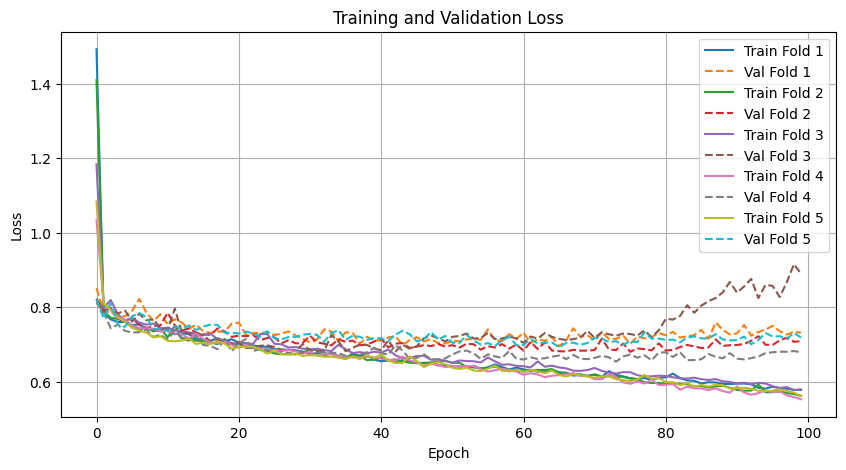 Training and Validation Loss
Loss
1.4
1.2
1.0
0.8
0.6
Train Fold 1
Val Fold 1
Train Fold 2
Val Fold 2
Train Fold 3
Val Fold 3
Train Fold 4
Val Fold 4
Train Fold 5
Val Fold 5
0 20 40 60 80 100
Epoch